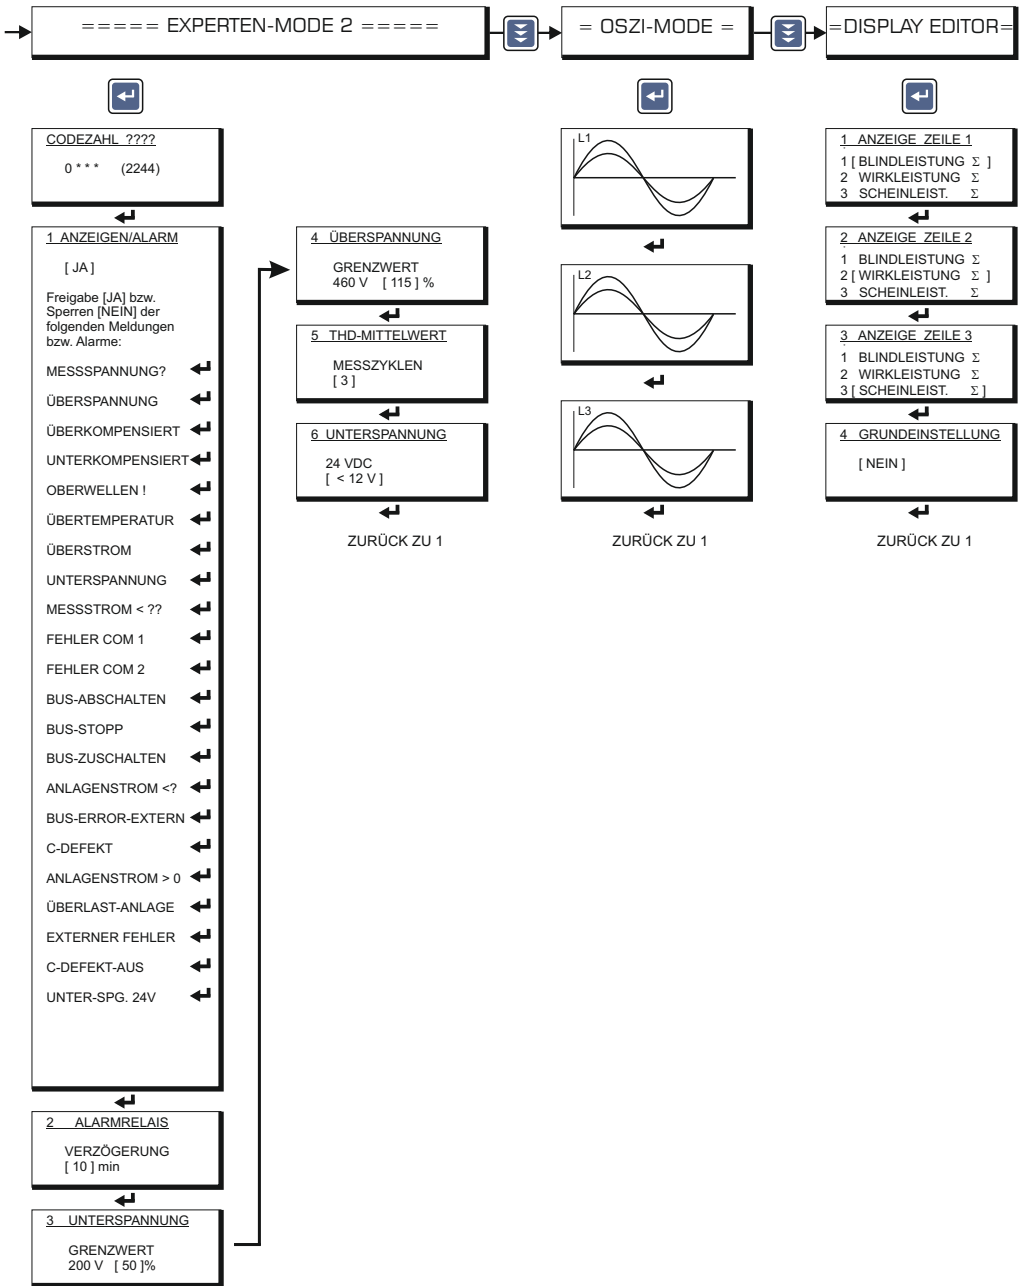 ===== EXPERTEN-MODE 2 =====
= OSZI-MODE =
=DISPLAY EDITOR=
CODEZAHL ????
0 * * * (2244)
1 ANZEIGEN/ALARM
[ JA ]
Freigabe [JA] bzw.
Sperren [NEIN] der
folgenden Meldungen
bzw. Alarme:
MESSSPANNUNG?
ÜBERSPANNUNG
ÜBERKOMPENSIERT
UNTERKOMPENSIERT
OBERWELLEN !
ÜBERTEMPERATUR
ÜBERSTROM
UNTERSPANNUNG
MESSSTROM < ??
FEHLER COM 1
FEHLER COM 2
BUS-ABSCHALTEN
BUS-STOPP
BUS-ZUSCHALTEN
ANLAGENSTROM <?
BUS-ERROR-EXTERN
C-DEFEKT
ANLAGENSTROM > 0
ÜBERLAST-ANLAGE
EXTERNER FEHLER
C-DEFEKT-AUS
UNTER-SPG. 24V
2 ALARMRELAIS
VERZÖGERUNG
[ 10 ] min
3 UNTERSPANNUNG
GRENZWERT
200 V [ 50 ]%
4 ÜBERSPANNUNG
GRENZWERT
460 V [ 115 ] %
5 THD-MITTELWERT
MESSZYKLEN
[ 3 ]
6 UNTERSPANNUNG
24 VDC
[ < 12 V ]
ZURÜCK ZU 1
L1
L2
L3
ZURÜCK ZU 1
1 ANZEIGE ZEILE 1
1 [ BLINDLEISTUNG Σ ]
2 WIRKLEISTUNG Σ
3 SCHEINLEIST. Σ
2 ANZEIGE ZEILE 2
1 BLINDLEISTUNG Σ
2 [ WIRKLEISTUNG Σ ]
3 SCHEINLEIST. Σ
3 ANZEIGE ZEILE 3
1 BLINDLEISTUNG Σ
2 WIRKLEISTUNG Σ
3 [ SCHEINLEIST. Σ ]
4 GRUNDEINSTELLUNG
[ NEIN ]
ZURÜCK ZU 1